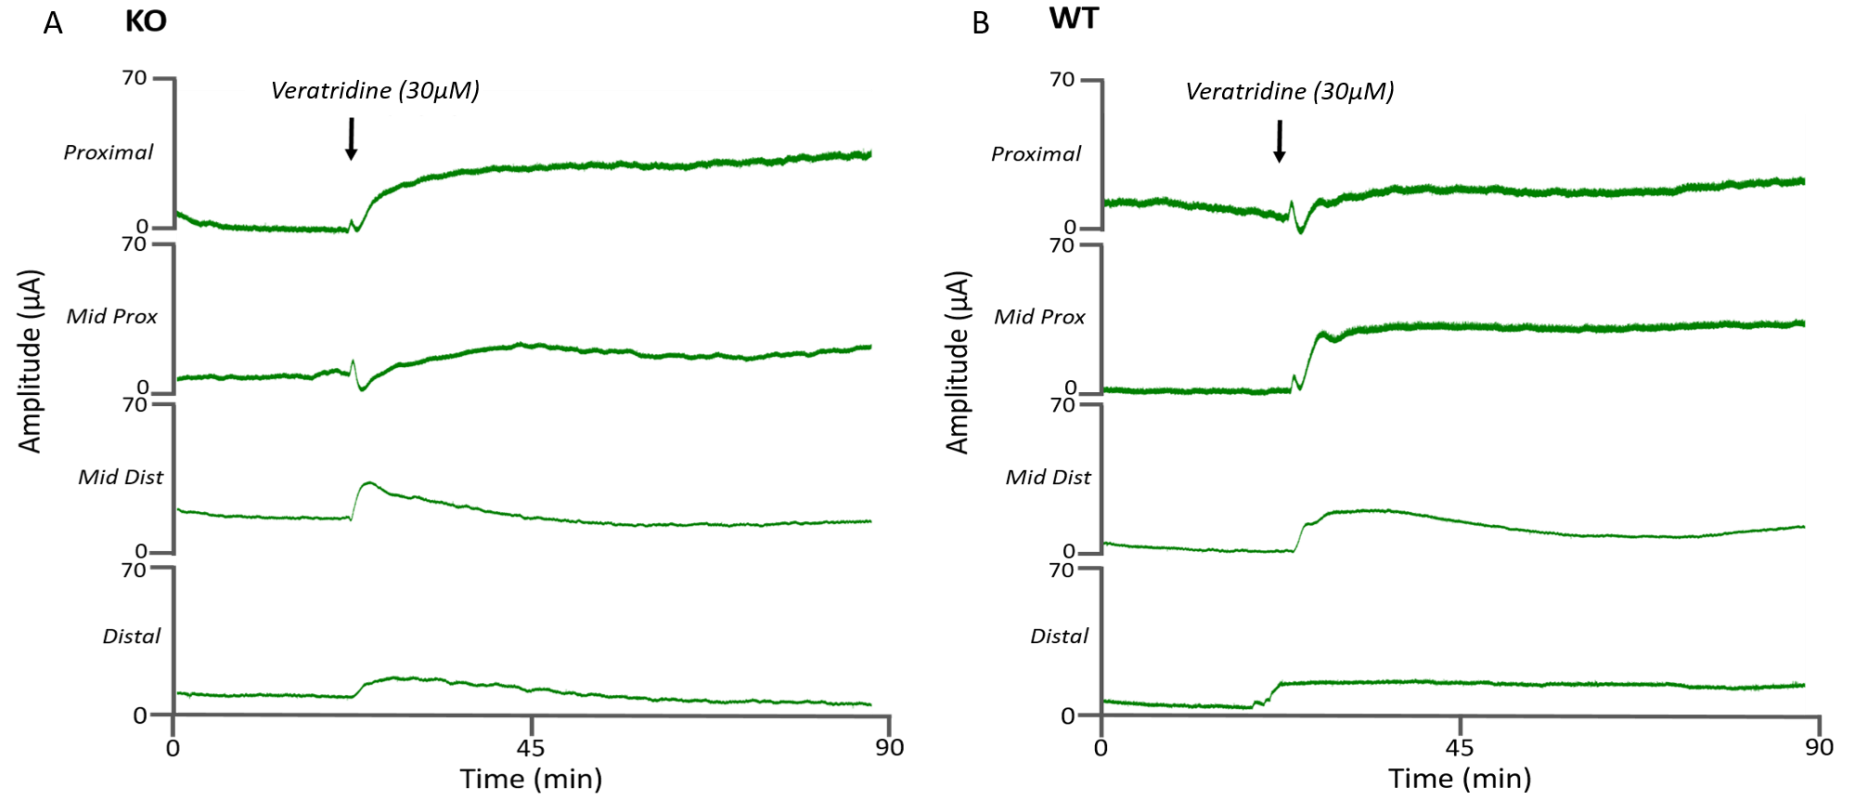 A KO
Veratridine (30µM)
Amplitude (µA)
70
Proximal
0
70
Mid Prox
0
70
Mid Dist
0
70
Distal
0
0 45 90
Time (min)
B WT
Veratridine (30µM)
Amplitude (µA)
70
Proximal
0
70
Mid Prox
0
70
Mid Dist
0
70
Distal
0
0 45 90
Time (min)